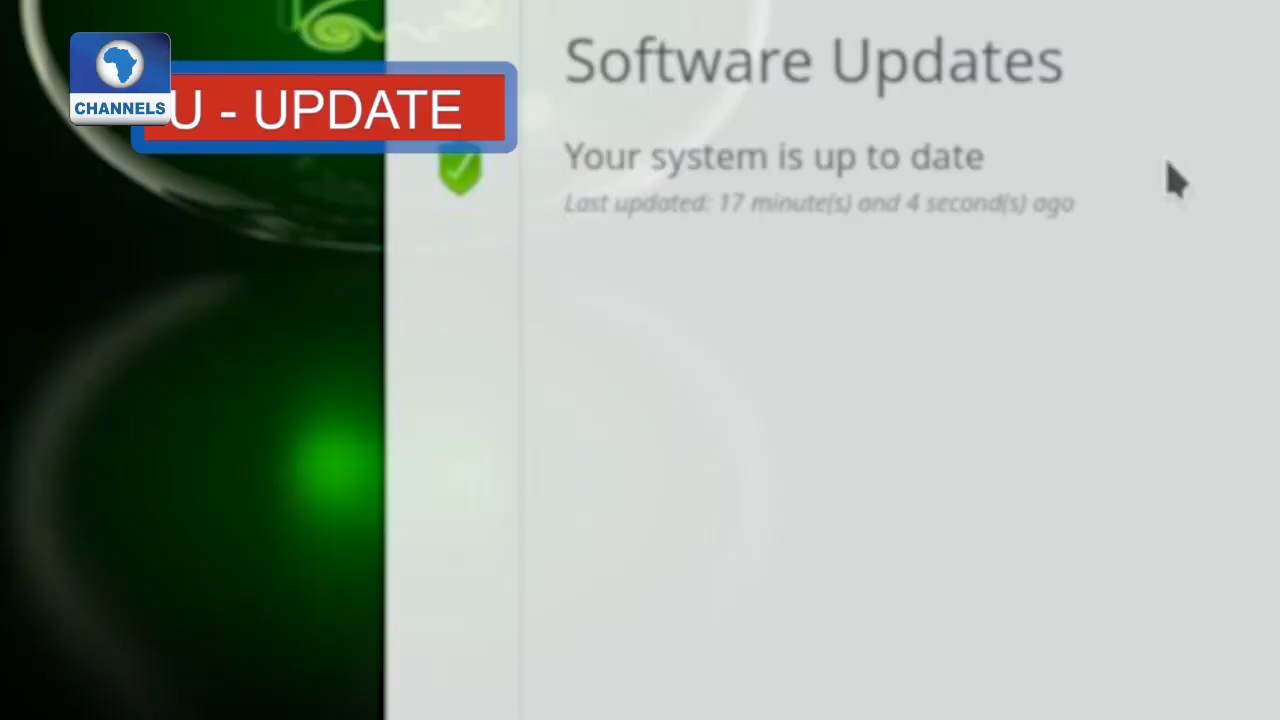 CHANNELS
U - UPDATE
Software Updates
Your system is up to date
Last updated: 17 minute(s) and 4 second(s) ago